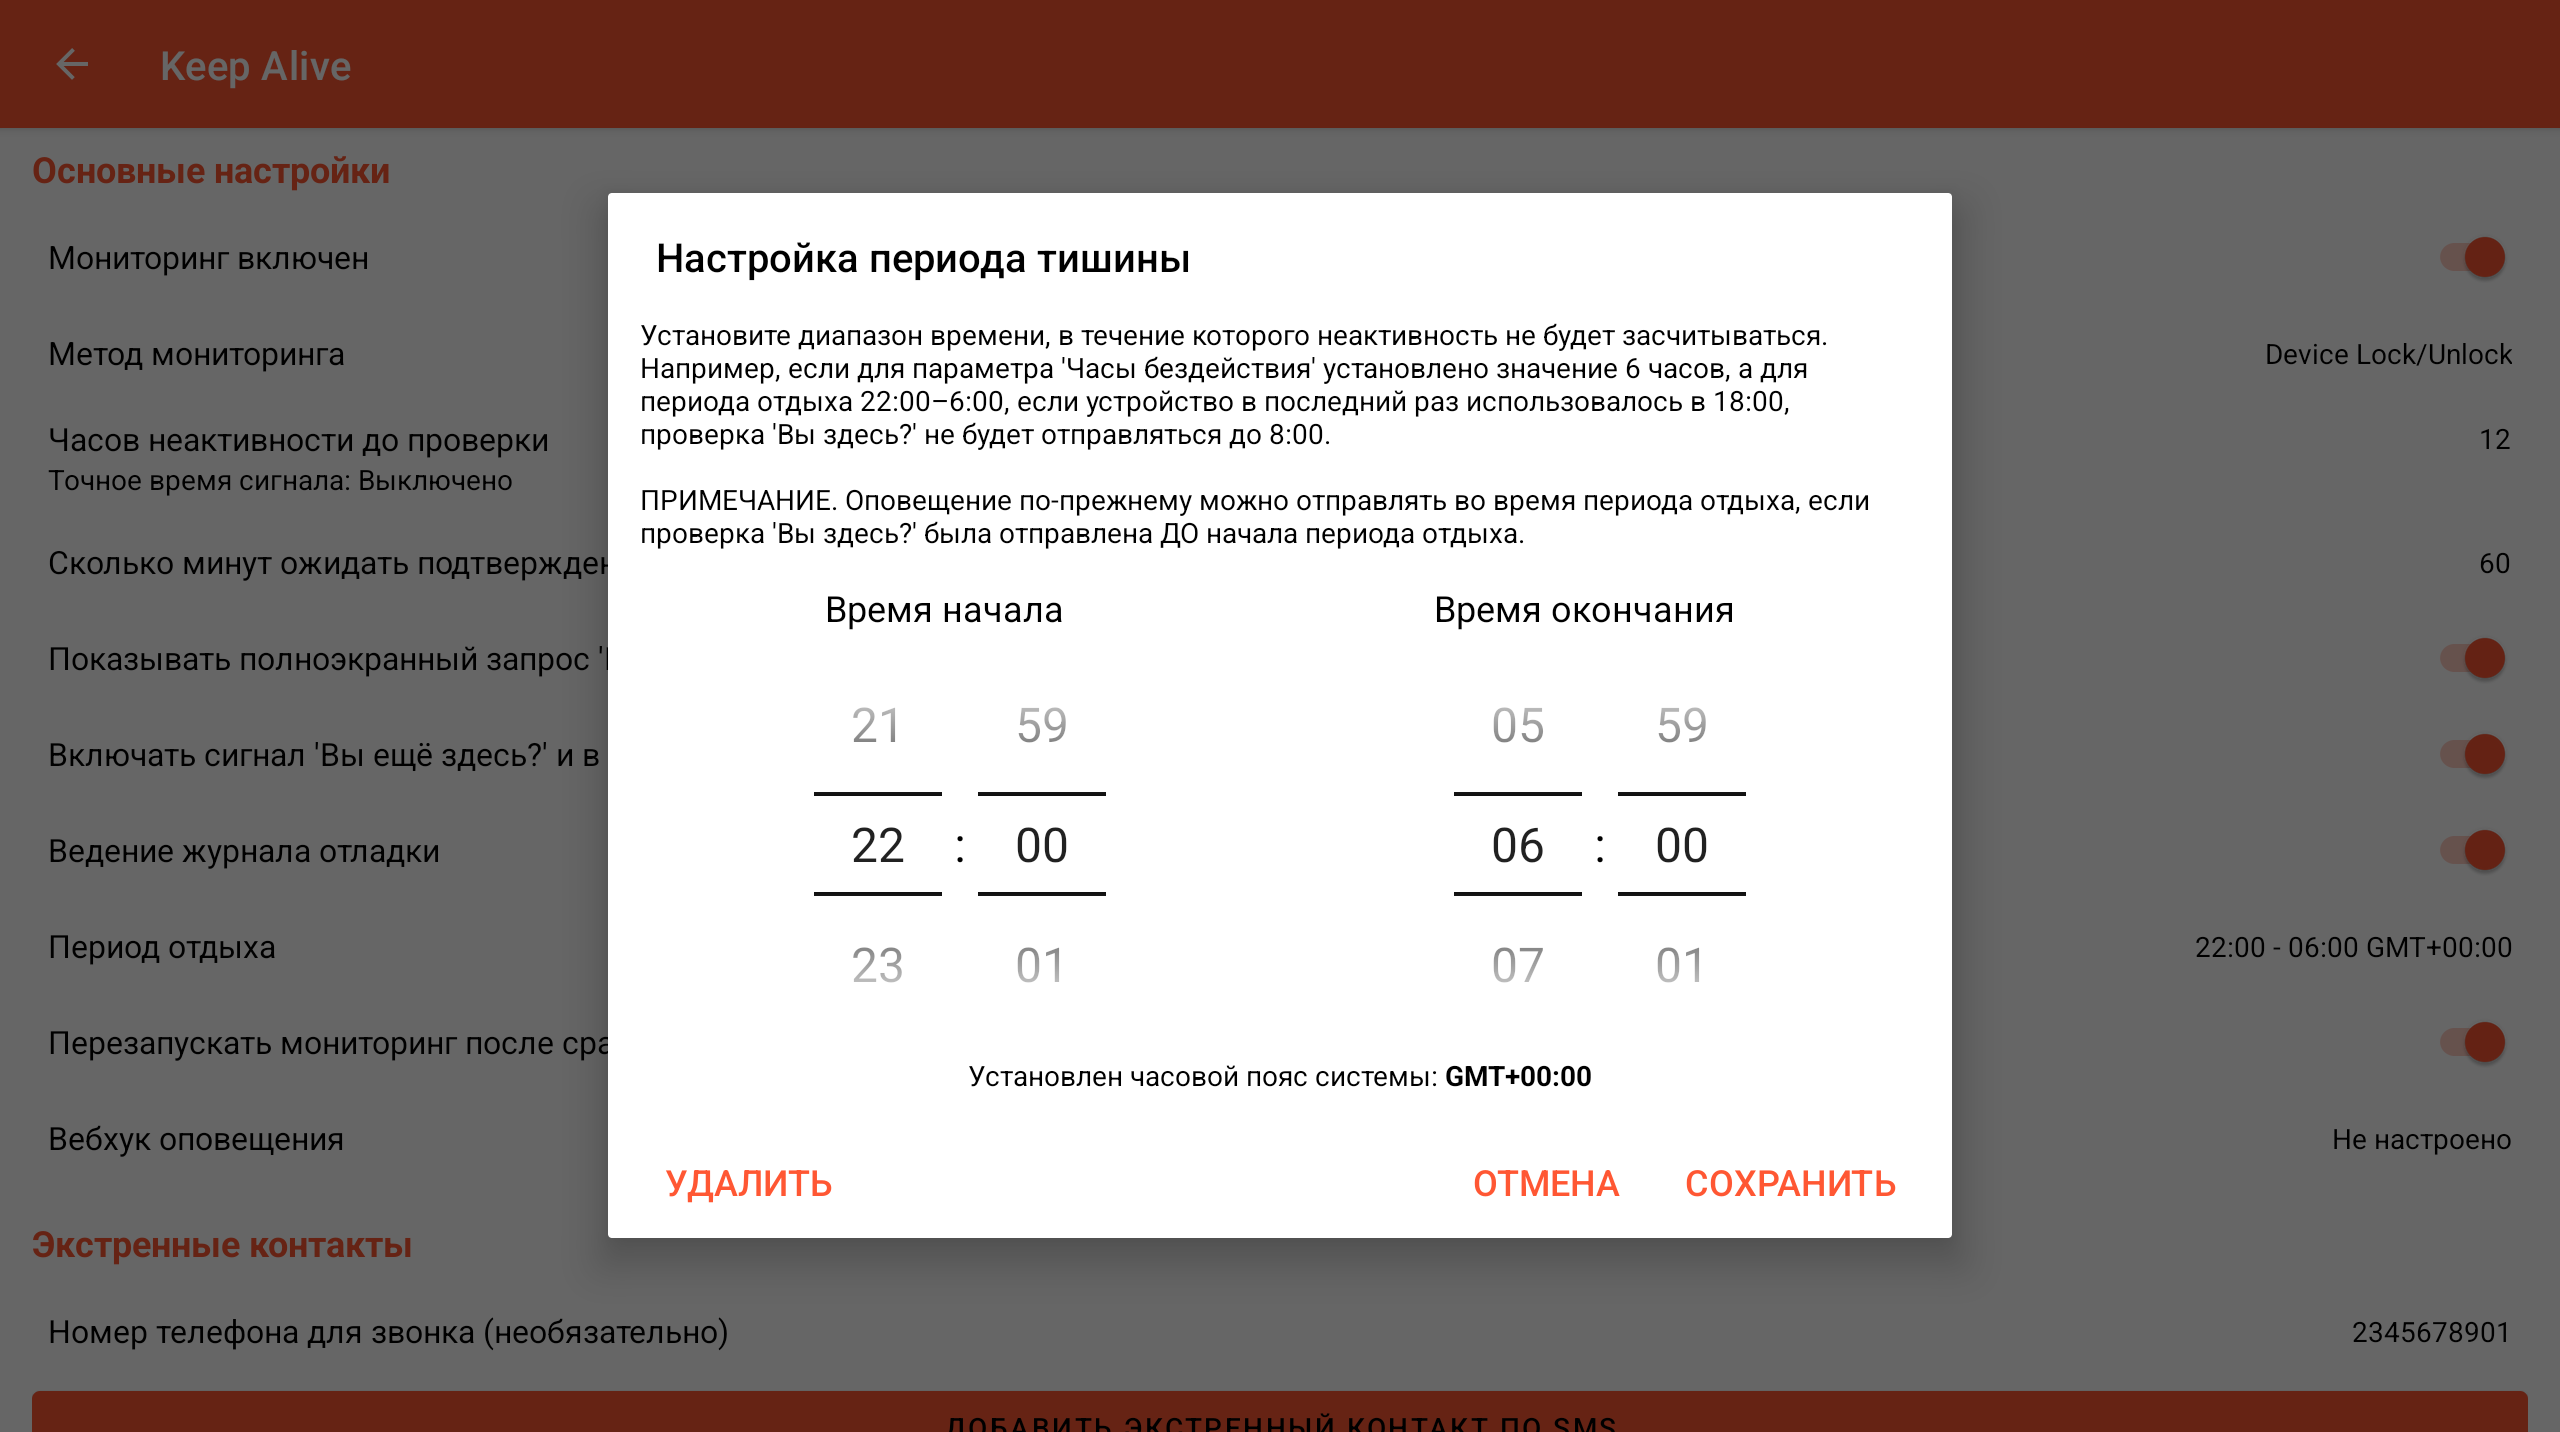 Keep Alive
Основные настройки
Мониторинг включен
Метод мониторинга
Device Lock/Unlock
Часов неактивности до проверки
12
Точное время сигнала: Выключено
Сколько минут ожидать
60
Показывать полноэкранный запрос
Включать сигнал 'Вы ещё здесь?' и в
Ведение журнала отладки
Период отдыха
22:00 - 06:00 GMT+00:00
Перезапускать мониторинг после
Вебхук оповещения
Не настроено
Экстренные контакты
Номер телефона для звонка (необязательно)
2345678901
ДОБАВИТЬ ЭКСТРЕННЫЙ КОНТАКТ ПО SMS
Настройка периода тишины
Установите диапазон времени, в течение которого неактивность не будет засчитываться.
Например, если для параметра 'Часы бездействия' установлено значение 6 часов, а для
периода отдыха 22:00–6:00, если устройство в последний раз использовалось в 18:00,
проверка 'Вы здесь?' не будет отправляться до 8:00.
ПРИМЕЧАНИЕ. Оповещение по-прежнему можно отправлять во время периода отдыха, если
проверка 'Вы здесь?' была отправлена ДО начала периода отдыха.
Время начала
Время окончания
21 59 05 59
22 : 00 06 : 00
23 01 07 01
Установлен часовой пояс системы: GMT+00:00
УДАЛИТЬ
ОТМЕНА
СОХРАНИТЬ